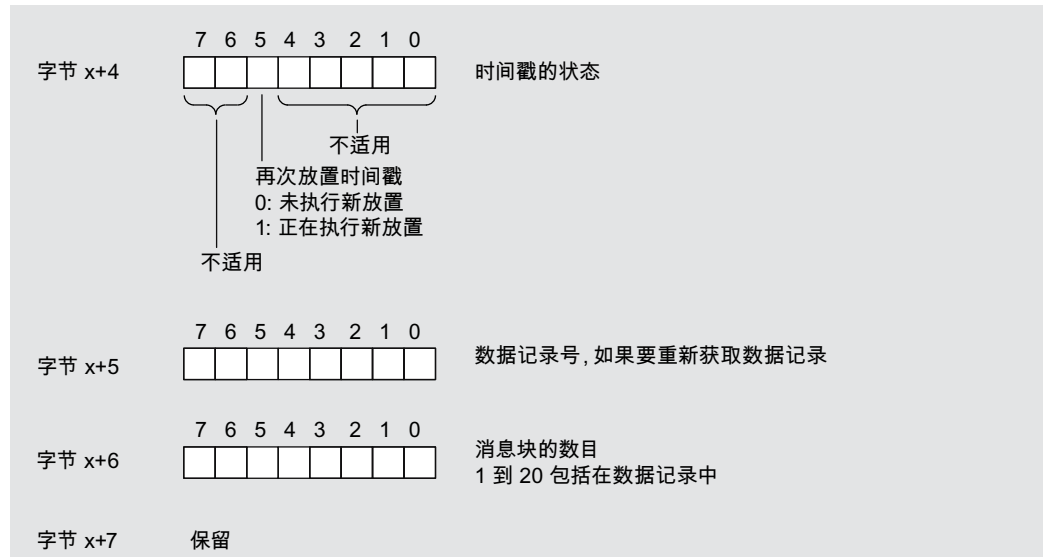 7 6 5 4 3 2 1 0
字节 x+4
时间戳的状态
不适用
再次放置时间戳
0: 未执行新放置
1: 正在执行新放置
不适用
7 6 5 4 3 2 1 0
字节 x+5
数据记录号,如果要重新获取数据记录
7 6 5 4 3 2 1 0
字节 x+6
消息块的数目
1 到 20 包括在数据记录中
字节 x+7
保留